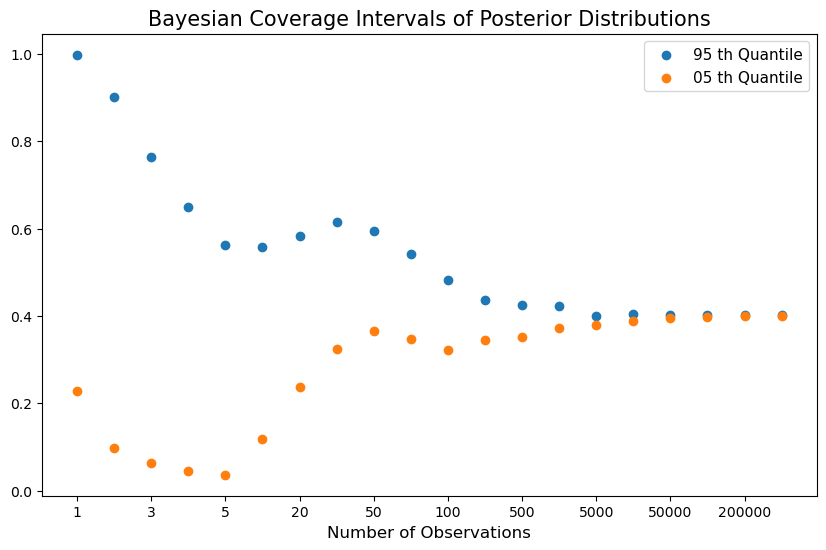 Bayesian Coverage Intervals of Posterior Distributions
95 th Quantile
05 th Quantile
1.0
0.8
0.6
0.4
0.2
0.0
1 3 5 20 50 100 500 5000 50000 200000
Number of Observations